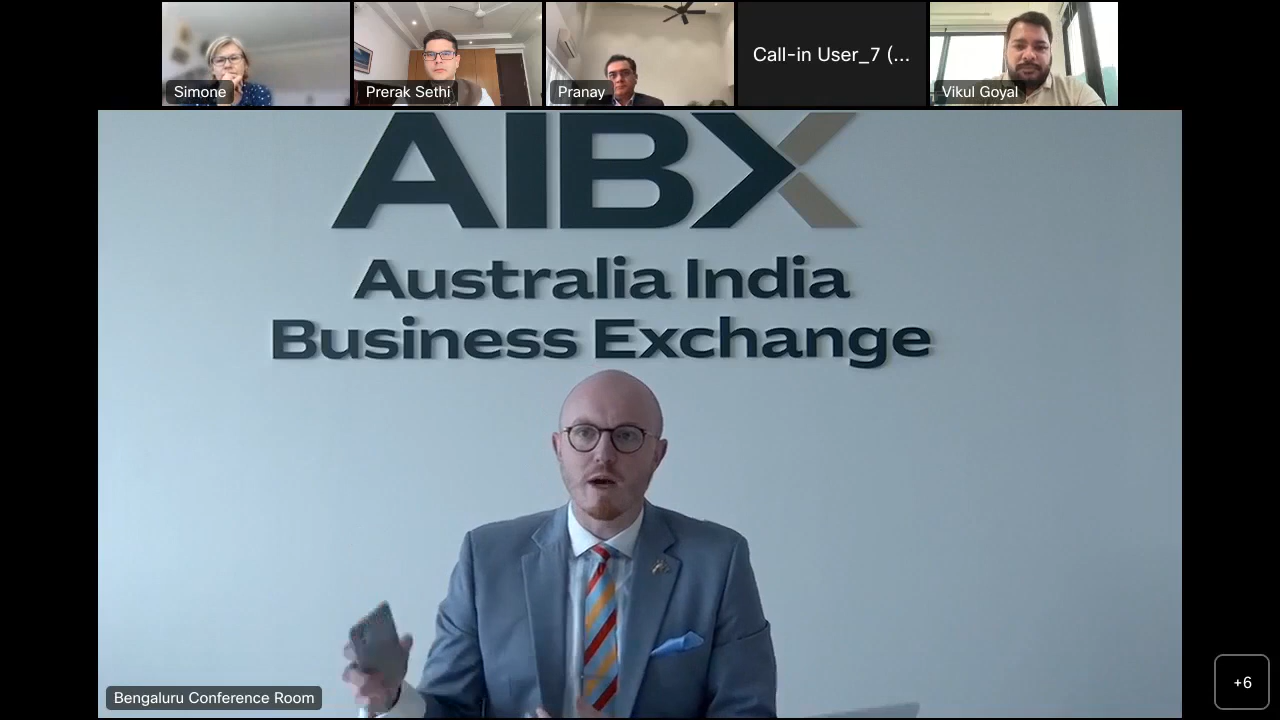 Simone
Prerak Sethi
Pranay
Call-in User_7 (...
Vikul Goyal
AIBX
Australia India
Business Exchange
Bengaluru Conference Room
+6